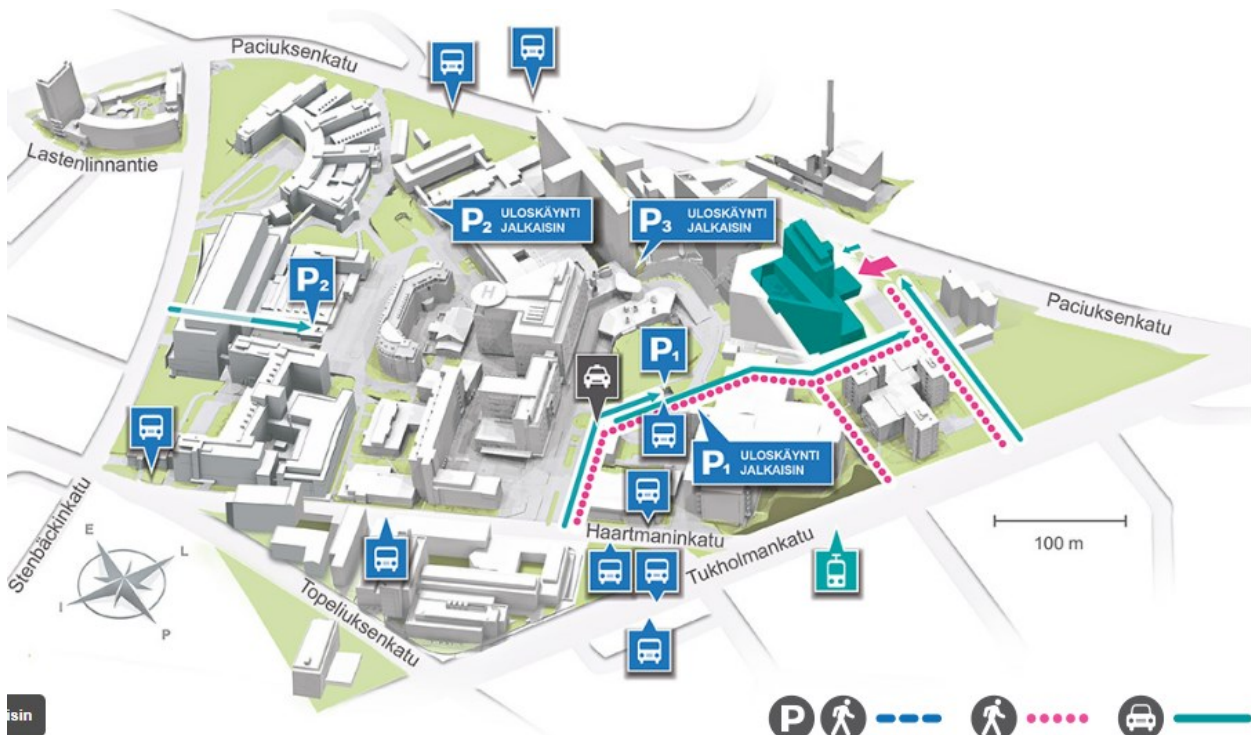 Paciuksenkatu
Lastenlinnantie
P2 ULOSKÄYNTI
JALKAISIN
P3 ULOSKÄYNTI
JALKAISIN
P2
H
Paciuksenkatu
P1
P1 ULOSKÄYNTI
JALKAISIN
Haartmaninkatu
Tukholmankatu
100 m
Stenbäckinkatu
E
L
I
P
Topeliuksenkatu
isin
P